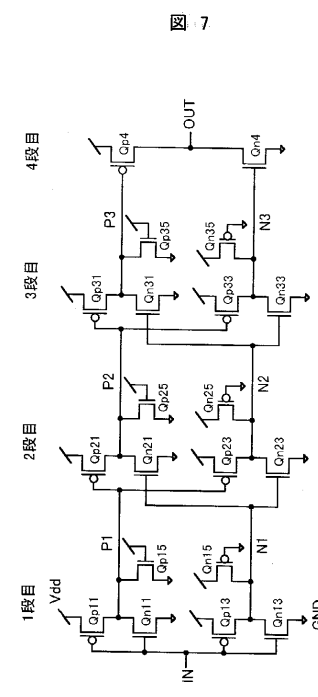 図 7
1段目
2段目
3段目
4段目
Vdd
Qp11
Qn11
P1
Qp15
Qp13
Qn13
Qn15
N1
IN
GND
Qp21
Qn21
P2
Qp25
Qp23
Qn23
Qn25
N2
Qp31
Qn31
P3
Qp35
Qp33
Qn33
Qn35
N3
Qp4
Qn4
OUT